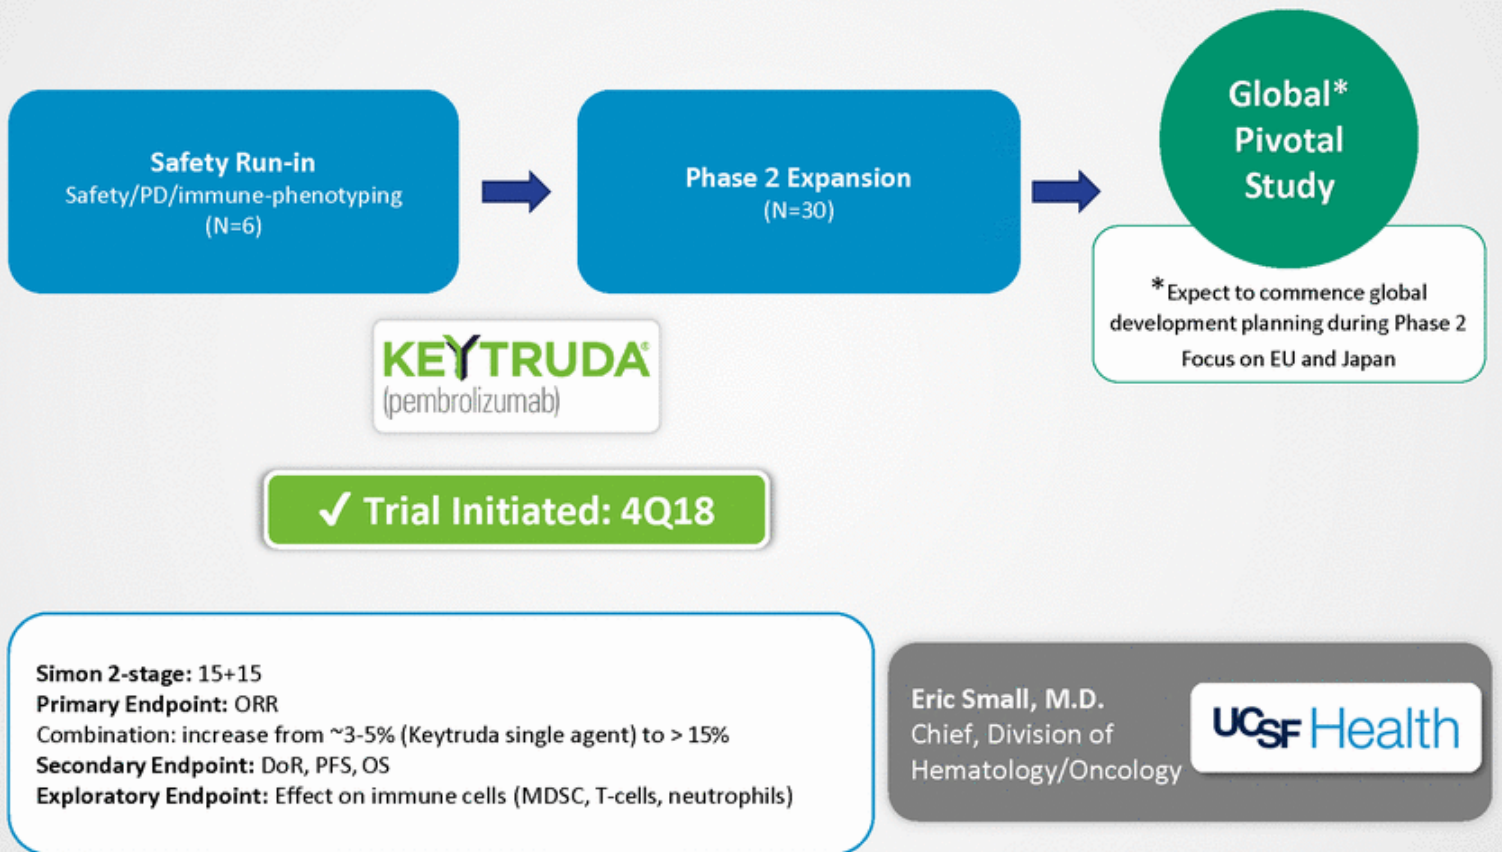 Safety Run-in
Safety/PD/immune-phenotyping
(N=6)
Phase 2 Expansion
(N=30)
Global*
Pivotal
Study
*Expect to commence global
development planning during Phase 2
Focus on EU and Japan
KEYTRUDA®
(pembrolizumab)
✓ Trial Initiated: 4Q18
Simon 2-stage: 15+15
Primary Endpoint: ORR
Combination: increase from ~3-5% (Keytruda single agent) to > 15%
Secondary Endpoint: DoR, PFS, OS
Exploratory Endpoint: Effect on immune cells (MDSC, T-cells, neutrophils)
Eric Small, M.D.
Chief, Division of
Hematology/Oncology
UCSF Health